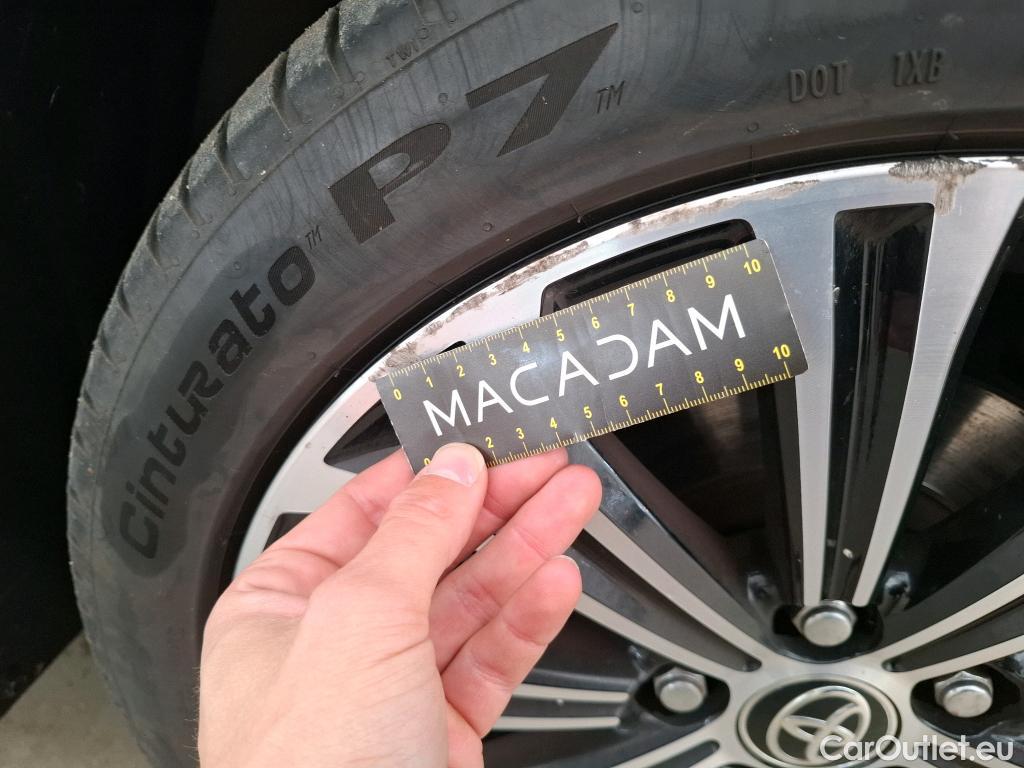 TWI
Cinturato™ P7™
DOT 1XB
0 1 2 3 4 5 6 7 8 9 10
MACADAM
0 2 3 4 5 6 7 8 9 10
CarOutlet.eu